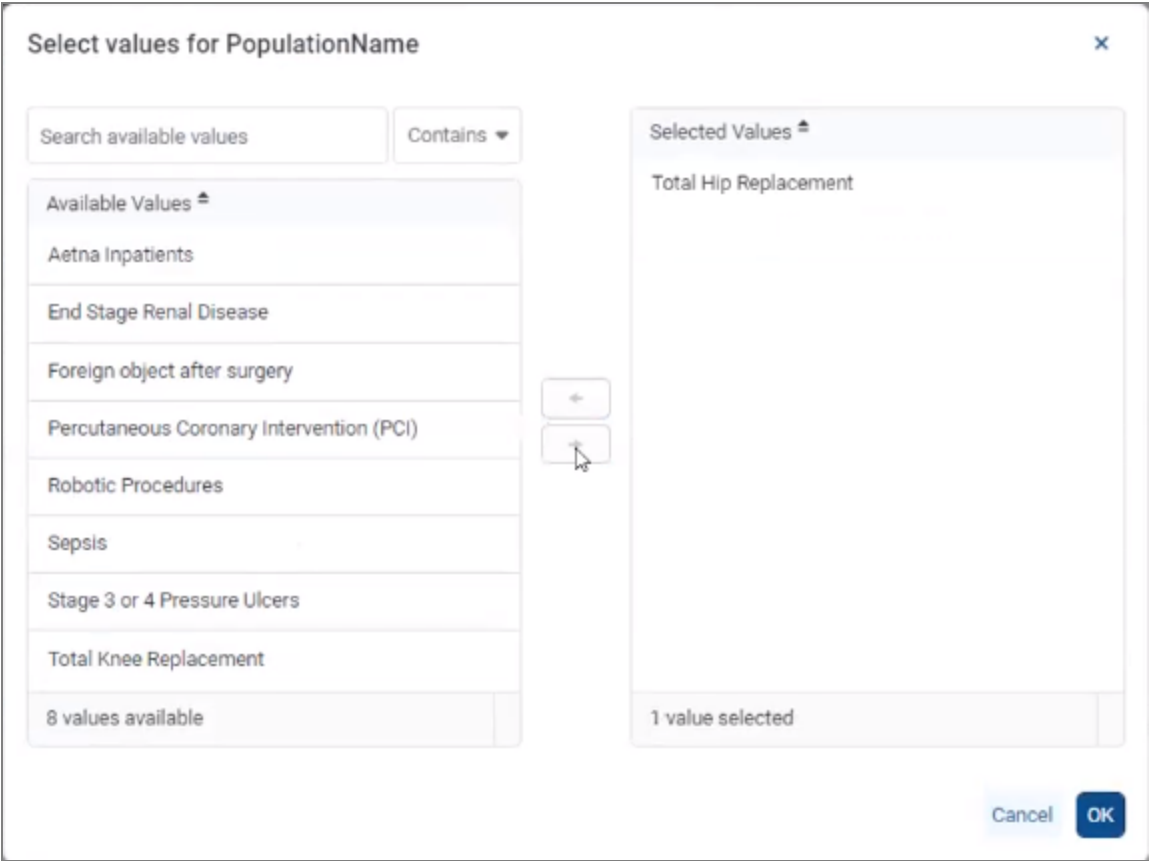 Select values for PopulationName
Search available values
Contains
Available Values
Aetna Inpatients
End Stage Renal Disease
Foreign object after surgery
Percutaneous Coronary Intervention (PCI)
Robotic Procedures
Sepsis
Stage 3 or 4 Pressure Ulcers
Total Knee Replacement
8 values available
Selected Values
Total Hip Replacement
1 value selected
Cancel
OK